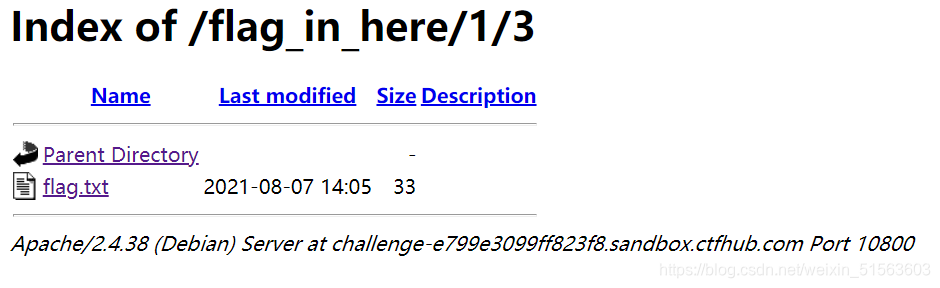 Index of /flag_in_here/1/3
Name Last modified Size Description
Parent Directory -
flag.txt 2021-08-07 14:05 33
Apache/2.4.38 (Debian) Server at challenge-e799e3099ff823f8.sandbox.ctfhub.com Port 10800
https://blog.csdn.net/weixin_51563603